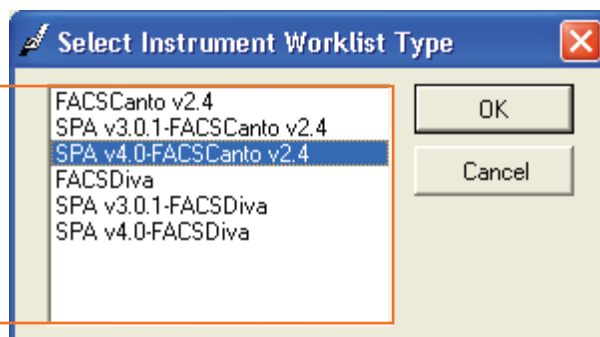 Select Instrument Worklist Type
FACSCanto v2.4
SPA v3.0.1-FACSCanto v2.4
SPA v4.0-FACSCanto v2.4
FACSDiva
SPA v3.0.1-FACSDiva
SPA v4.0-FACSDiva
OK
Cancel